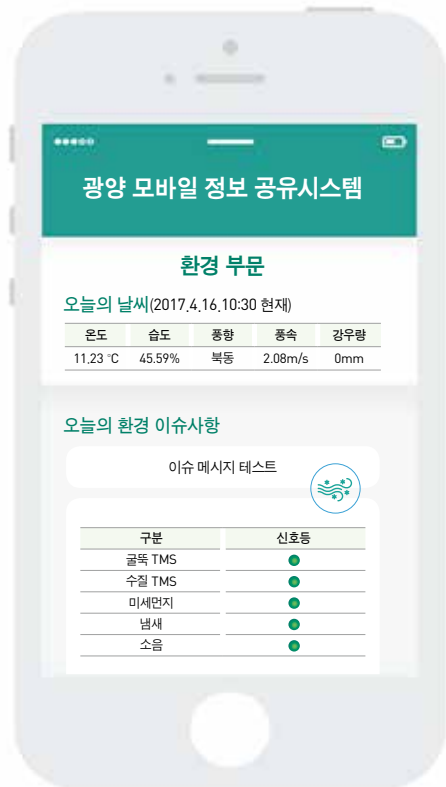 광양 모바일 정보 공유시스템
환경 부문
오늘의 날씨(2017.4.16.10:30 현재)
온도 습도 풍향 풍속 강우량
11.23 °C 45.59% 북동 2.08m/s 0mm
오늘의 환경 이슈사항
이슈 메시지 테스트
구분 신호등
굴뚝 TMS
수질 TMS
미세먼지
냄새
소음